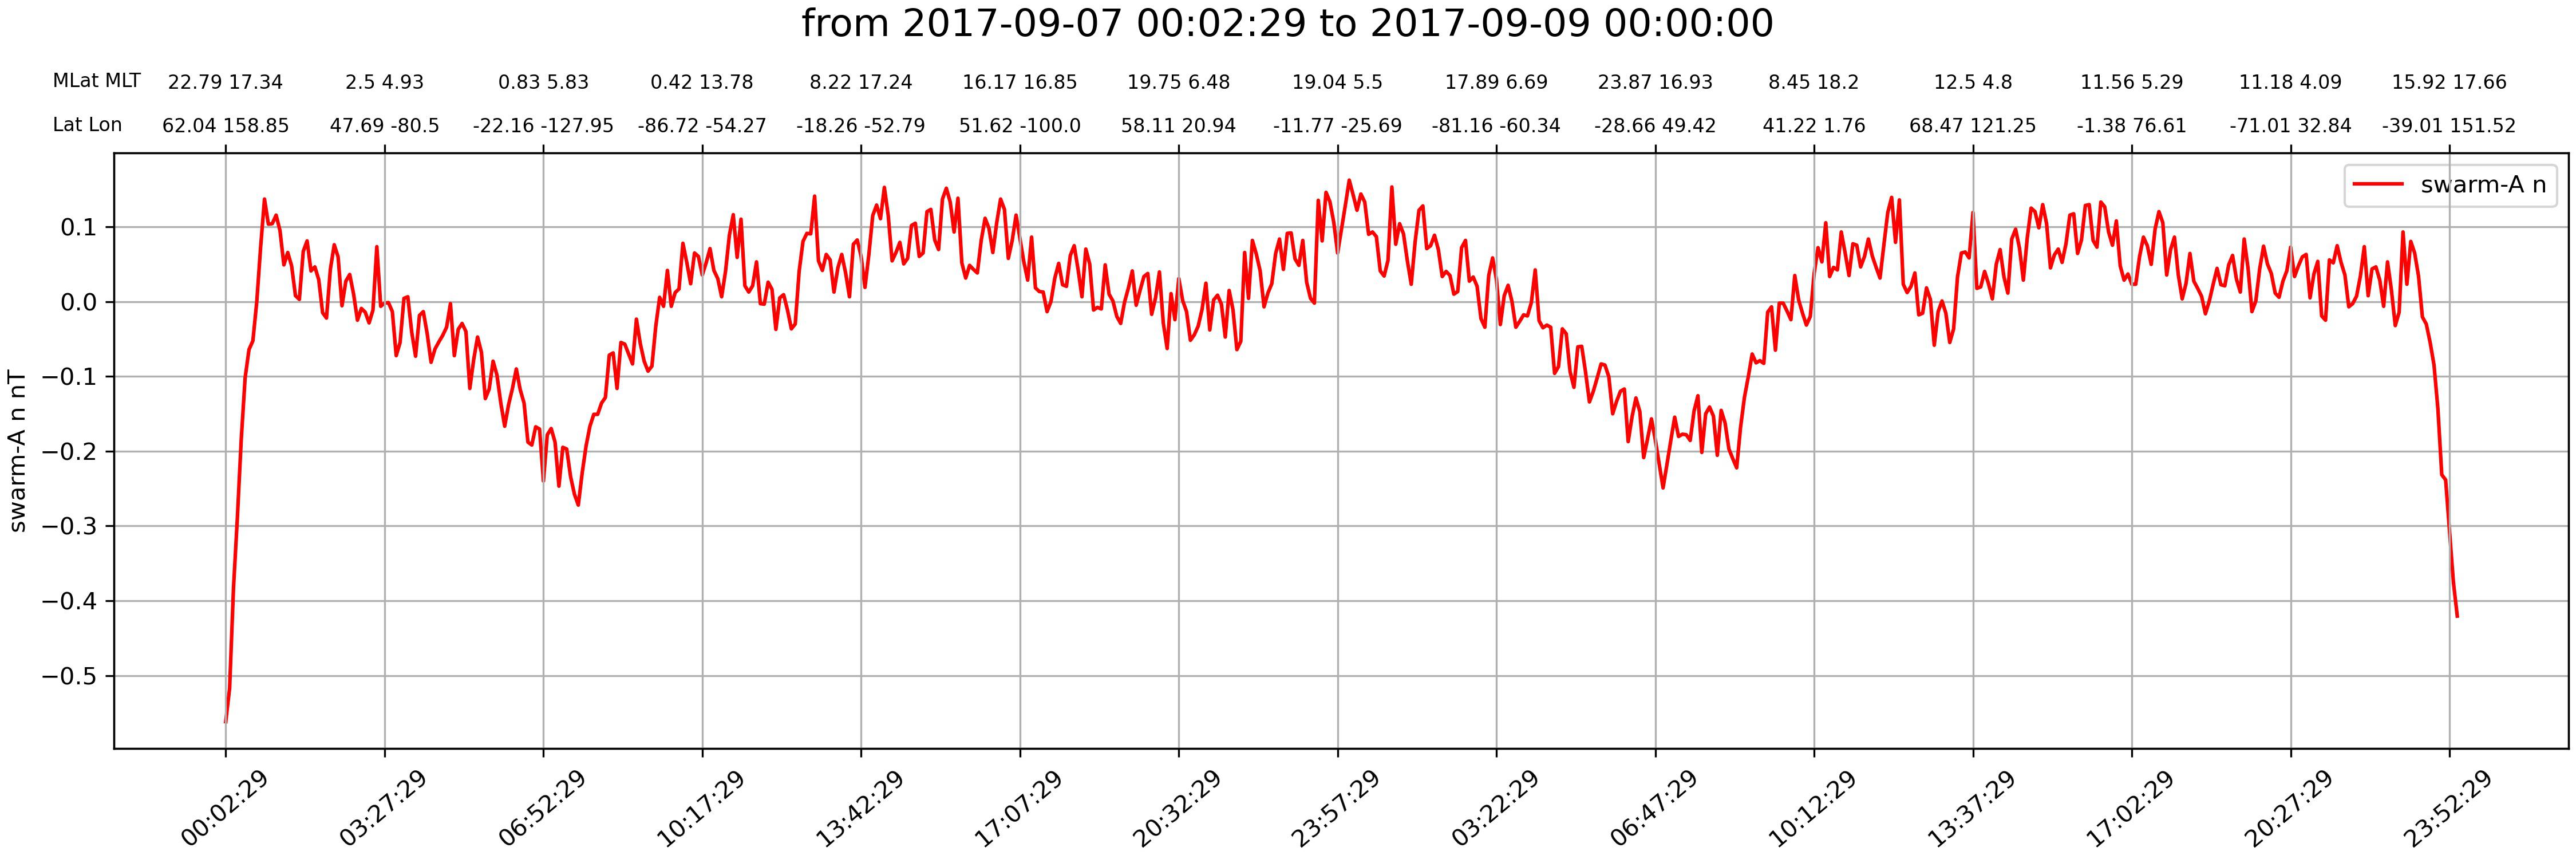 from 2017-09-07 00:02:29 to 2017-09-09 00:00:00
MLat MLT 22.79 17.34 2.5 4.93 0.83 5.83 0.42 13.78 8.22 17.24 16.17 16.85 19.75 6.48 19.04 5.5 17.89 6.69 23.87 16.93 8.45 18.2 12.5 4.8 11.56 5.29 11.18 4.09 15.92 17.66
Lat Lon 62.04 158.85 47.69 -80.5 -22.16 -127.95 -86.72 -54.27 -18.26 -52.79 51.62 -100.0 58.11 20.94 -11.77 -25.69 -81.16 -60.34 -28.66 49.42 41.22 1.76 68.47 121.25 -1.38 76.61 -71.01 32.84 -39.01 151.52
swarm-A n
swarm-A n nT
0.1
0.0
−0.1
−0.2
−0.3
−0.4
−0.5
00:02:29 03:27:29 06:52:29 10:17:29 13:42:29 17:07:29 20:32:29 23:57:29 03:22:29 06:47:29 10:12:29 13:37:29 17:02:29 20:27:29 23:52:29